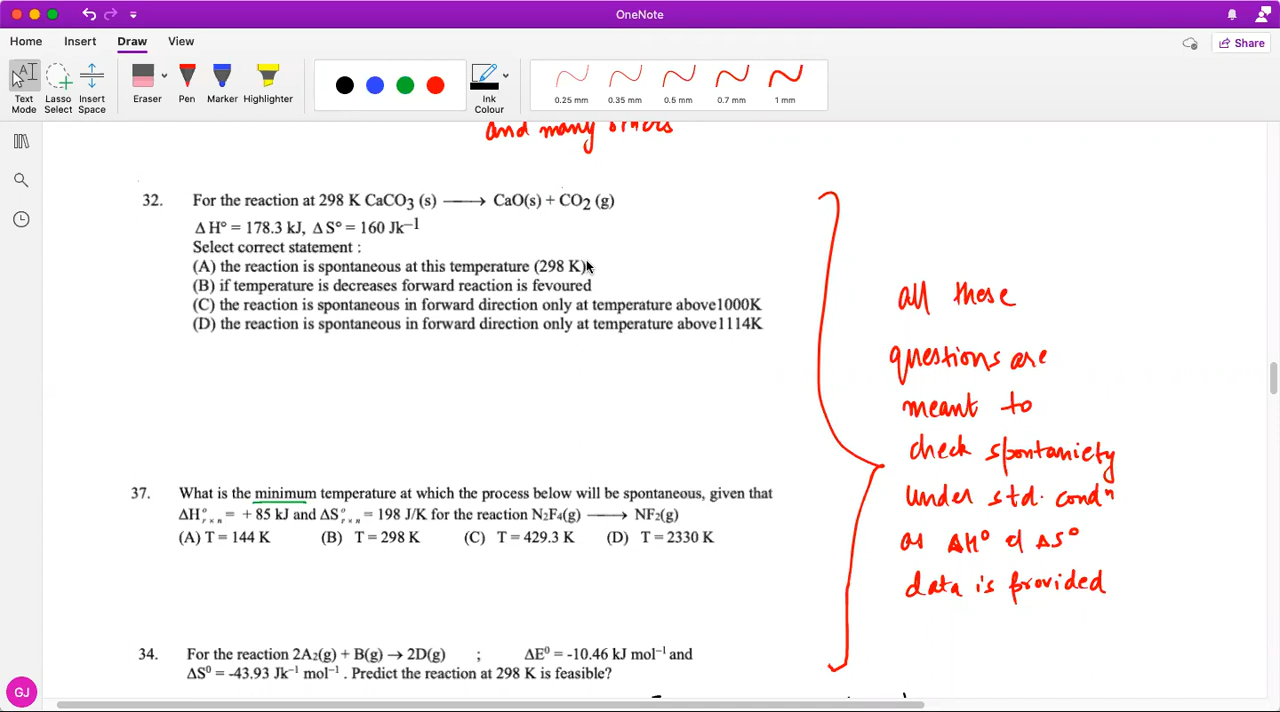 OneNote
Home Insert Draw View
Share
Text Mode
Lasso Select
Insert Space
Eraser
Pen
Marker
Highlighter
Ink Colour
0.25 mm
0.35 mm
0.5 mm
0.7 mm
1 mm
and many others
32. For the reaction at 298 K CaCO₃ (s) ⟶ CaO(s) + CO₂ (g)
Δ H° = 178.3 kJ, Δ S° = 160 Jk⁻¹
Select correct statement :
(A) the reaction is spontaneous at this temperature (298 K)
(B) if temperature is decreases forward reaction is fevoured
(C) the reaction is spontaneous in forward direction only at temperature above1000K
(D) the reaction is spontaneous in forward direction only at temperature above1114K
all these
questions are
meant to
check spontaniety
under std. condⁿ
as ΔH° & ΔS°
data is provided
37. What is the minimum temperature at which the process below will be spontaneous, given that
ΔH°r×n = + 85 kJ and ΔS°r×n = 198 J/K for the reaction N₂F₄(g) ⟶ NF₂(g)
(A) T = 144 K (B) T = 298 K (C) T = 429.3 K (D) T = 2330 K
34. For the reaction 2A₂(g) + B(g) → 2D(g) ; ΔE⁰ = -10.46 kJ mol⁻¹ and
ΔS⁰ = -43.93 Jk⁻¹ mol⁻¹ . Predict the reaction at 298 K is feasible?
GJ